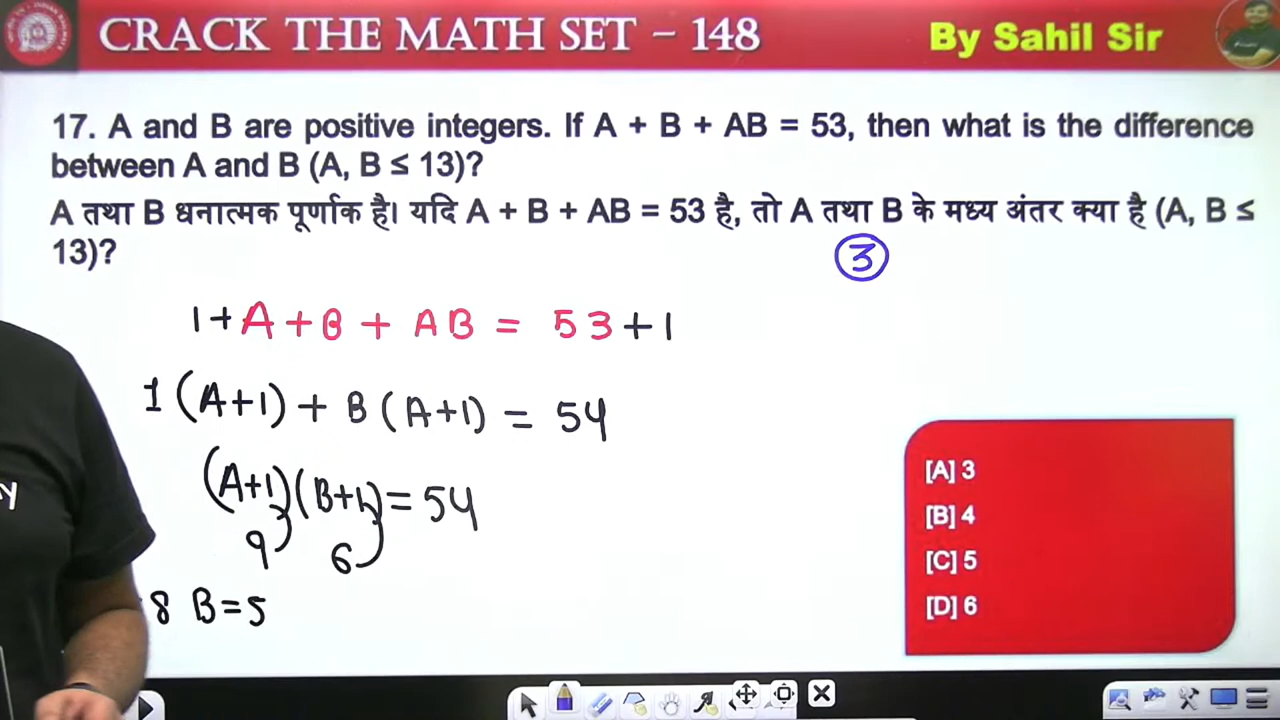 CRACK THE MATH SET – 148
By Sahil Sir
17. A and B are positive integers. If A + B + AB = 53, then what is the difference
between A and B (A, B ≤ 13)?
A तथा B धनात्मक पूर्णाक है। यदि A + B + AB = 53 है, तो A तथा B के मध्य अंतर क्या है (A, B ≤
13)?
3
1+A+B+AB = 53+1
1(A+1)+B(A+1) = 54
(A+1)(B+1)=54
9 6
8 B=5
[A] 3
[B] 4
[C] 5
[D] 6